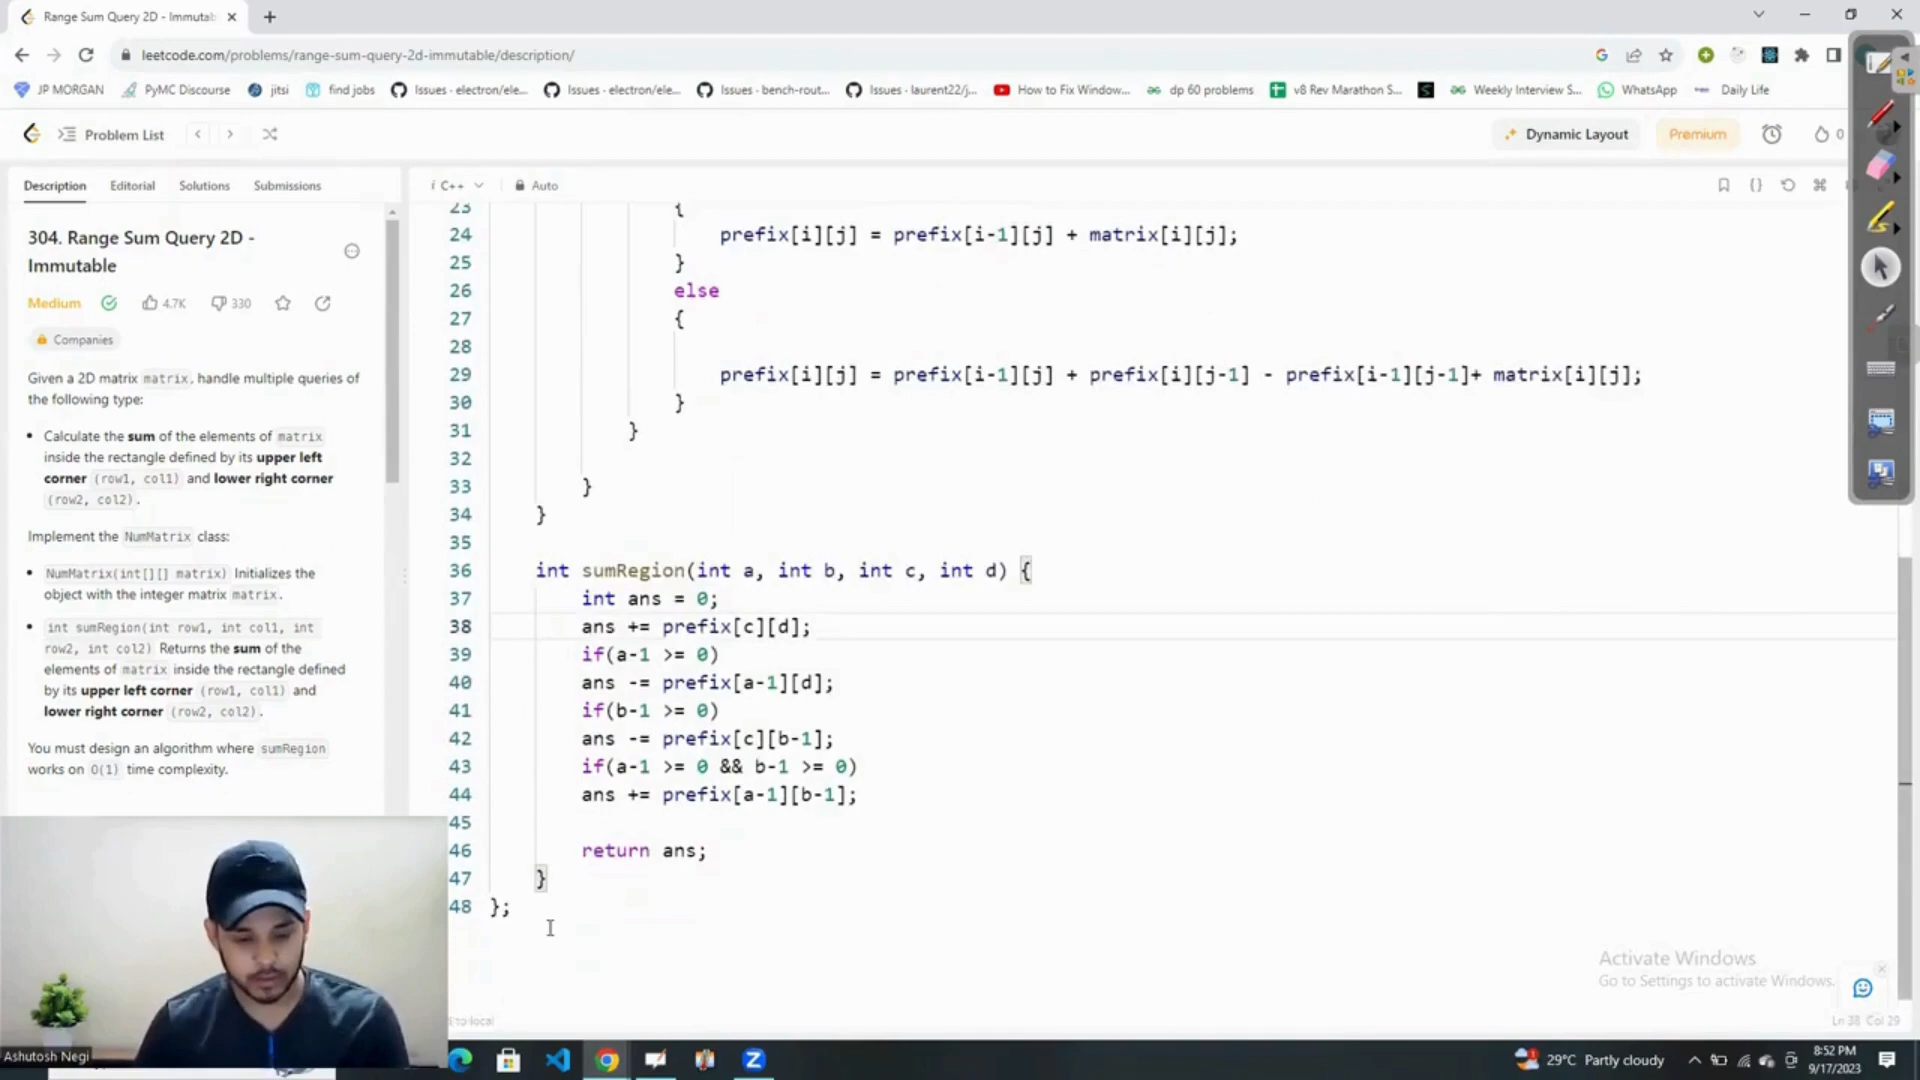 Range Sum Query 2D - Immutab
leetcode.com/problems/range-sum-query-2d-immutable/description/
JP MORGAN PyMC Discourse jitsi find jobs Issues · electron/ele... Issues · electron/ele... Issues · bench-rout... Issues · laurent22/j... How to Fix Window... dp 60 problems v8 Rev Marathon S... Weekly Interview S... WhatsApp Daily Life
Problem List Dynamic Layout Premium 0
Description Editorial Solutions Submissions
i C++ Auto
304. Range Sum Query 2D -
Immutable
Medium 4.7K 330
Companies
Given a 2D matrix matrix, handle multiple queries of
the following type:
• Calculate the sum of the elements of matrix
inside the rectangle defined by its upper left
corner (row1, col1) and lower right corner
(row2, col2).
Implement the NumMatrix class:
• NumMatrix(int[][] matrix) Initializes the
object with the integer matrix matrix.
• int sumRegion(int row1, int col1, int
row2, int col2) Returns the sum of the
elements of matrix inside the rectangle defined
by its upper left corner (row1, col1) and
lower right corner (row2, col2).
You must design an algorithm where sumRegion
works on O(1) time complexity.
23 {
24 prefix[i][j] = prefix[i-1][j] + matrix[i][j];
25 }
26 else
27 {
28
29 prefix[i][j] = prefix[i-1][j] + prefix[i][j-1] - prefix[i-1][j-1]+ matrix[i][j];
30 }
31 }
32
33 }
34 }
35
36 int sumRegion(int a, int b, int c, int d) {
37 int ans = 0;
38 ans += prefix[c][d];
39 if(a-1 >= 0)
40 ans -= prefix[a-1][d];
41 if(b-1 >= 0)
42 ans -= prefix[c][b-1];
43 if(a-1 >= 0 && b-1 >= 0)
44 ans += prefix[a-1][b-1];
45
46 return ans;
47 }
48 };
Activate Windows
Go to Settings to activate Windows.
to local
Ln 38 Col 29
Ashutosh Negi
29°C Partly cloudy
8:52 PM
9/17/2023